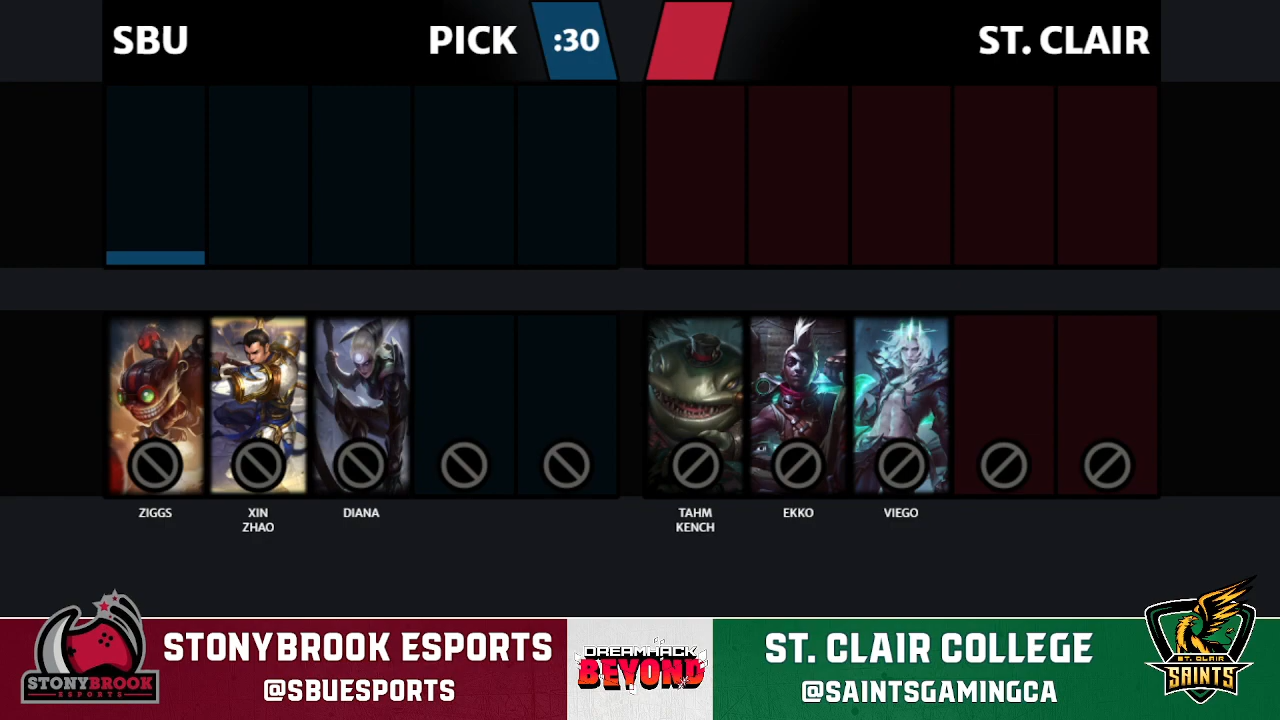 SBU
PICK
:30
ST. CLAIR
ZIGGS
XIN
ZHAO
DIANA
TAHM
KENCH
EKKO
VIEGO
STONYBROOK
ESPORTS
STONYBROOK ESPORTS
@SBUESPORTS
DREAMHACK
BEYOND
ST. CLAIR COLLEGE
@SAINTSGAMINGCA
ST. CLAIR
SAINTS